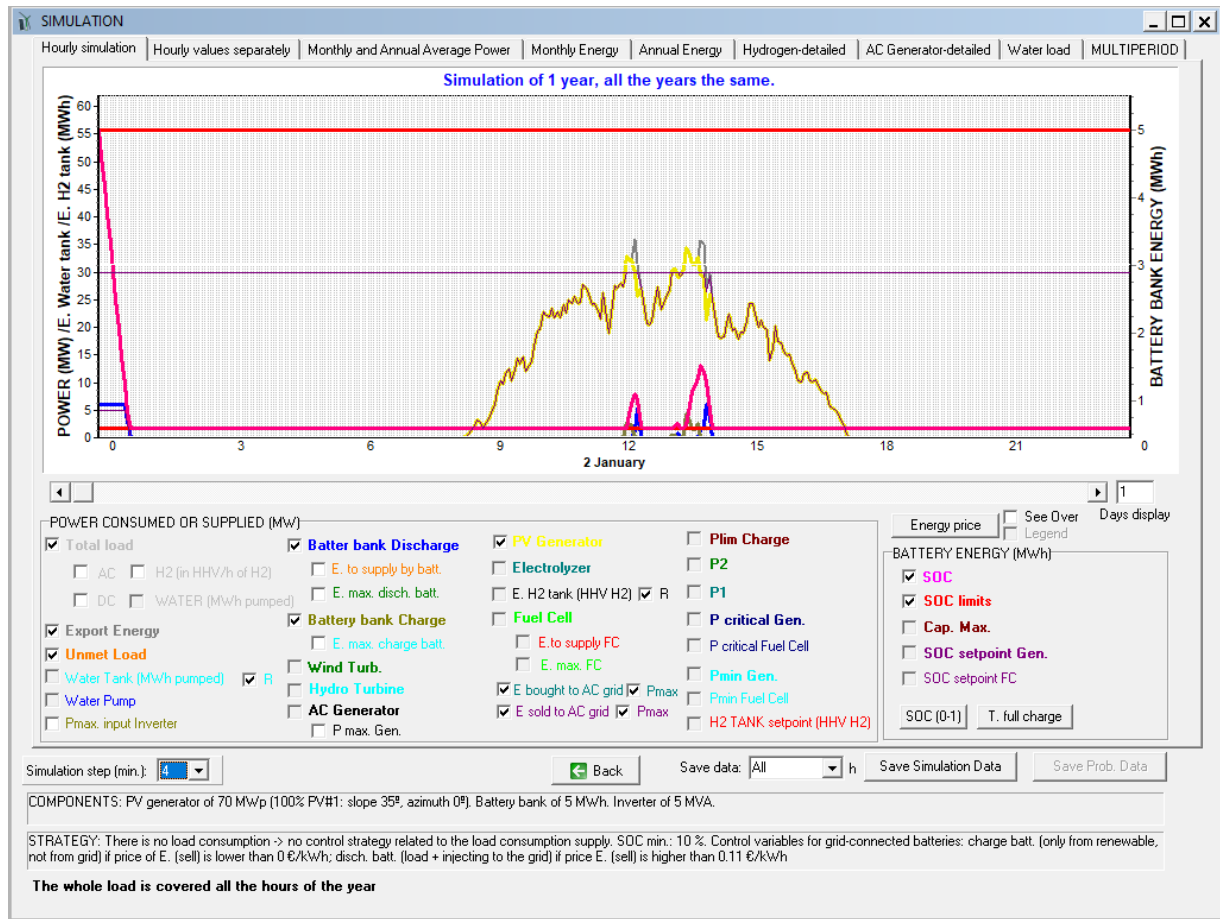 SIMULATION
Hourly simulation Hourly values separately Monthly and Annual Average Power Monthly Energy Annual Energy Hydrogen-detailed AC Generator-detailed Water load MULTIPERIOD
Simulation of 1 year, all the years the same.
POWER (MW) /E. Water tank /E. H2 tank (MWh)
60
55
50
45
40
35
30
25
20
15
10
5
0
BATTERY BANK ENERGY (MWh)
5
4
3
2
1
0
0 3 6 9 12 15 18 21
2 January
1
Days display
Energy price
See Over
Legend
POWER CONSUMED OR SUPPLIED (MW)
Total load
AC H2 (in HHV/h of H2)
DC WATER (MWh pumped)
Export Energy
Unmet Load
Water Tank (MWh pumped) R
Water Pump
Pmax. input Inverter
Batter bank Discharge
E. to supply by batt.
E. max. disch. batt.
Battery bank Charge
E. max. charge batt.
Wind Turb.
Hydro Turbine
AC Generator
P max. Gen.
PV Generator
Electrolyzer
E. H2 tank (HHV H2) R
Fuel Cell
E.to supply FC
E. max. FC
E bought to AC grid Pmax
E sold to AC grid Pmax
Plim Charge
P2
P1
P critical Gen.
P critical Fuel Cell
Pmin Gen.
Pmin Fuel Cell
H2 TANK setpoint (HHV H2)
BATTERY ENERGY (MWh)
SOC
SOC limits
Cap. Max.
SOC setpoint Gen.
SOC setpoint FC
SOC (0-1) T. full charge
Simulation step (min.): 4 Back Save data: All h Save Simulation Data Save Prob. Data
COMPONENTS: PV generator of 70 MWp (100% PV#1: slope 35º, azimuth 0º). Battery bank of 5 MWh. Inverter of 5 MVA.
STRATEGY: There is no load consumption -> no control strategy related to the load consumption supply. SOC min.: 10 %. Control variables for grid-connected batteries: charge batt. (only from renewable,
not from grid) if price of E. (sell) is lower than 0 €/kWh; disch. batt. (load + injecting to the grid) if price E. (sell) is higher than 0.11 €/kWh
The whole load is covered all the hours of the year